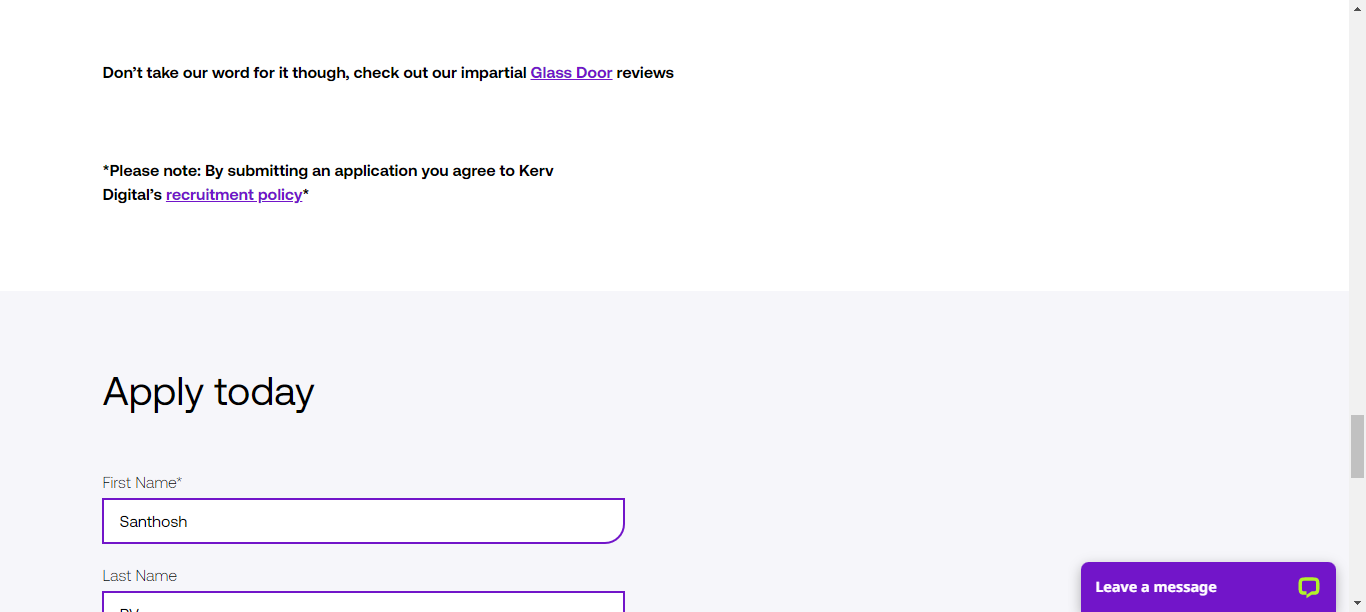 Don’t take our word for it though, check out our impartial Glass Door reviews
*Please note: By submitting an application you agree to Kerv
Digital’s recruitment policy*
Apply today
First Name*
Santhosh
Last Name
Leave a message